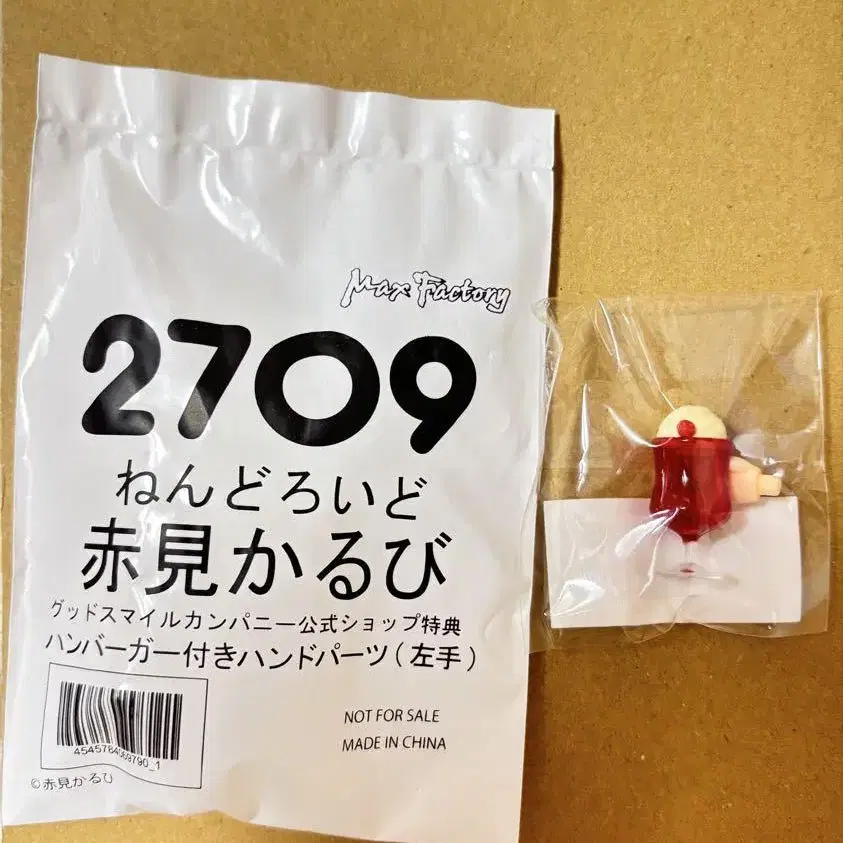 Max Factory
2709
ねんどろいど
赤見かるび
グッドスマイルカンパニー公式ショップ特典
ハンバーガー付きハンドパーツ(左手)
NOT FOR SALE
MADE IN CHINA
©赤見かるび